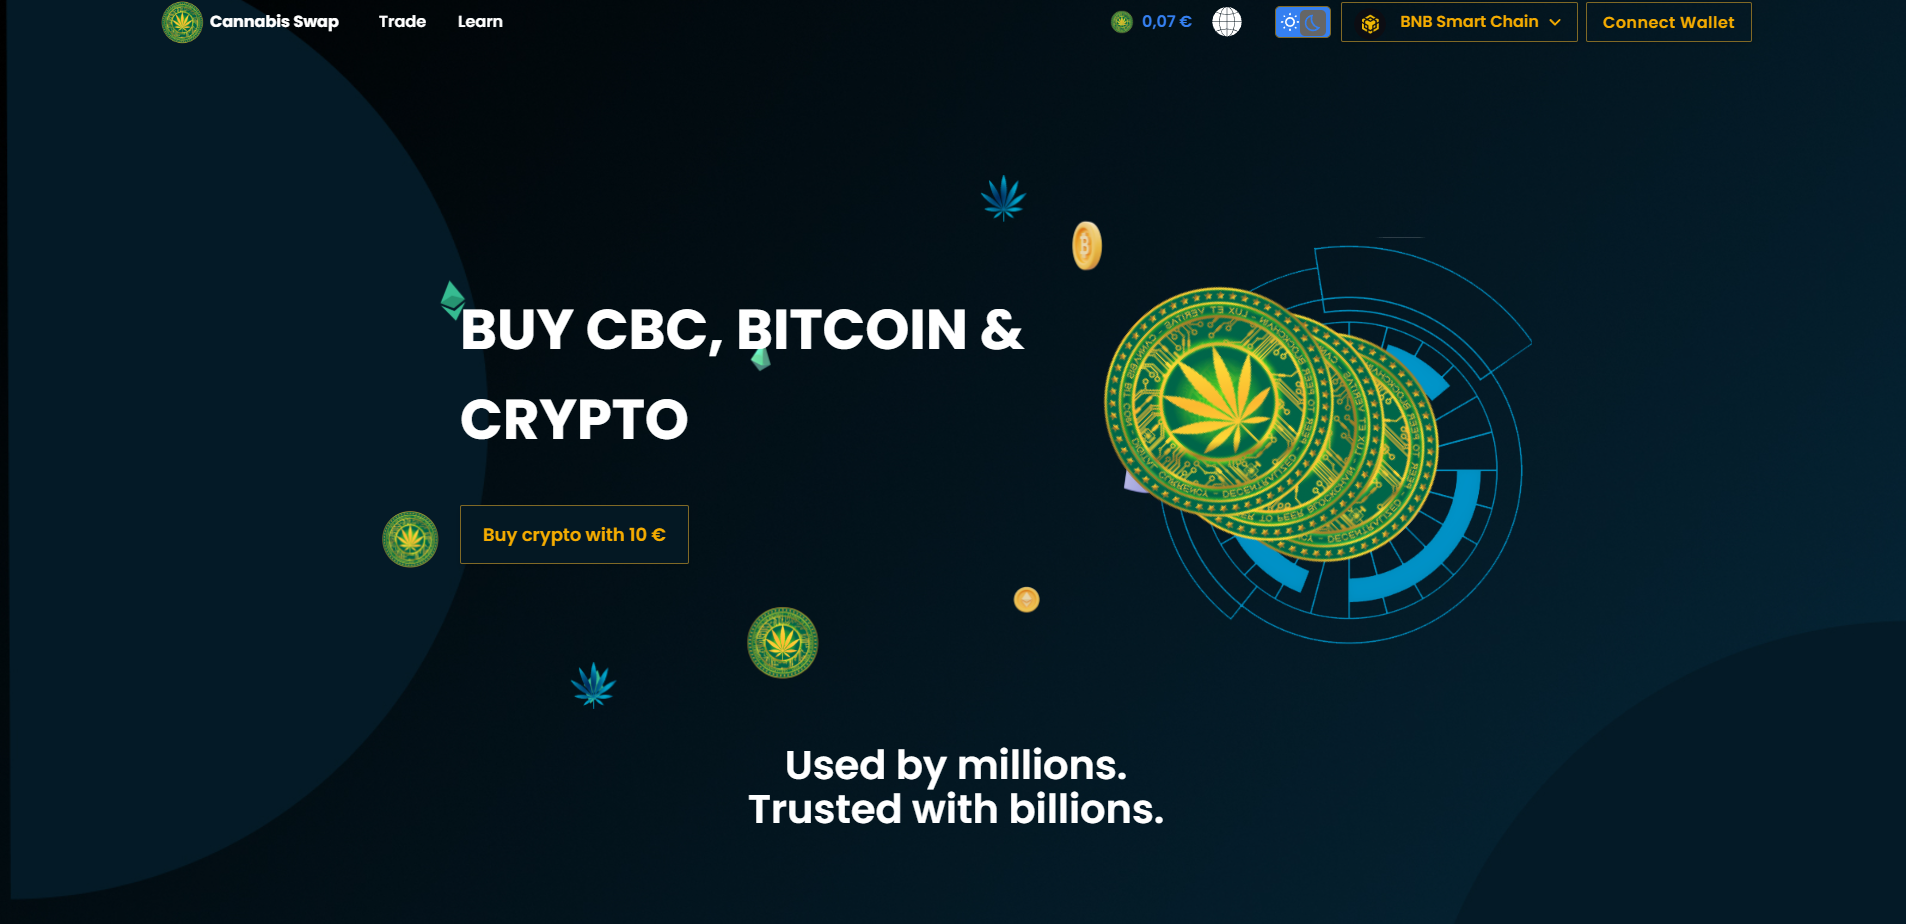 Cannabis Swap
Trade
Learn
0,07 €
BNB Smart Chain
Connect Wallet
BUY CBC, BITCOIN &
CRYPTO
Buy crypto with 10 €
Used by millions.
Trusted with billions.